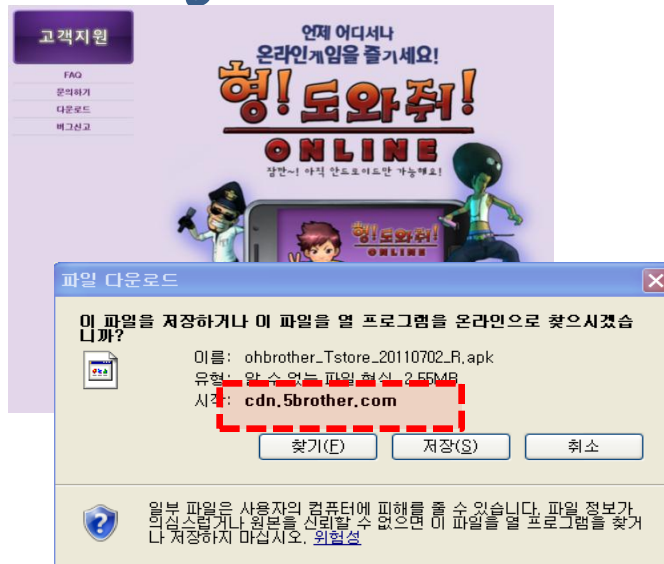 고객지원
FAQ
문의하기
다운로드
버그신고
언제 어디서나
온라인게임을 즐기세요!
형!도와줘!
ONLINE
잠깐~! 아직 안드로이드만 가능해요!
형!도와줘!
ONLINE
파일 다운로드
이 파일을 저장하거나 이 파일을 열 프로그램을 온라인으로 찾으시겠습
니까?
이름: ohbrother_Tstore_20110702_R.apk
유형: 알 수 없는 파일 형식, 2.55MB
시작: cdn.5brother.com
찾기(F)
저장(S)
취소
일부 파일은 사용자의 컴퓨터에 피해를 줄 수 있습니다. 파일 정보가
의심스럽거나 원본을 신뢰할 수 없으면 이 파일을 열 프로그램을 찾거
나 저장하지 마십시오. 위험성